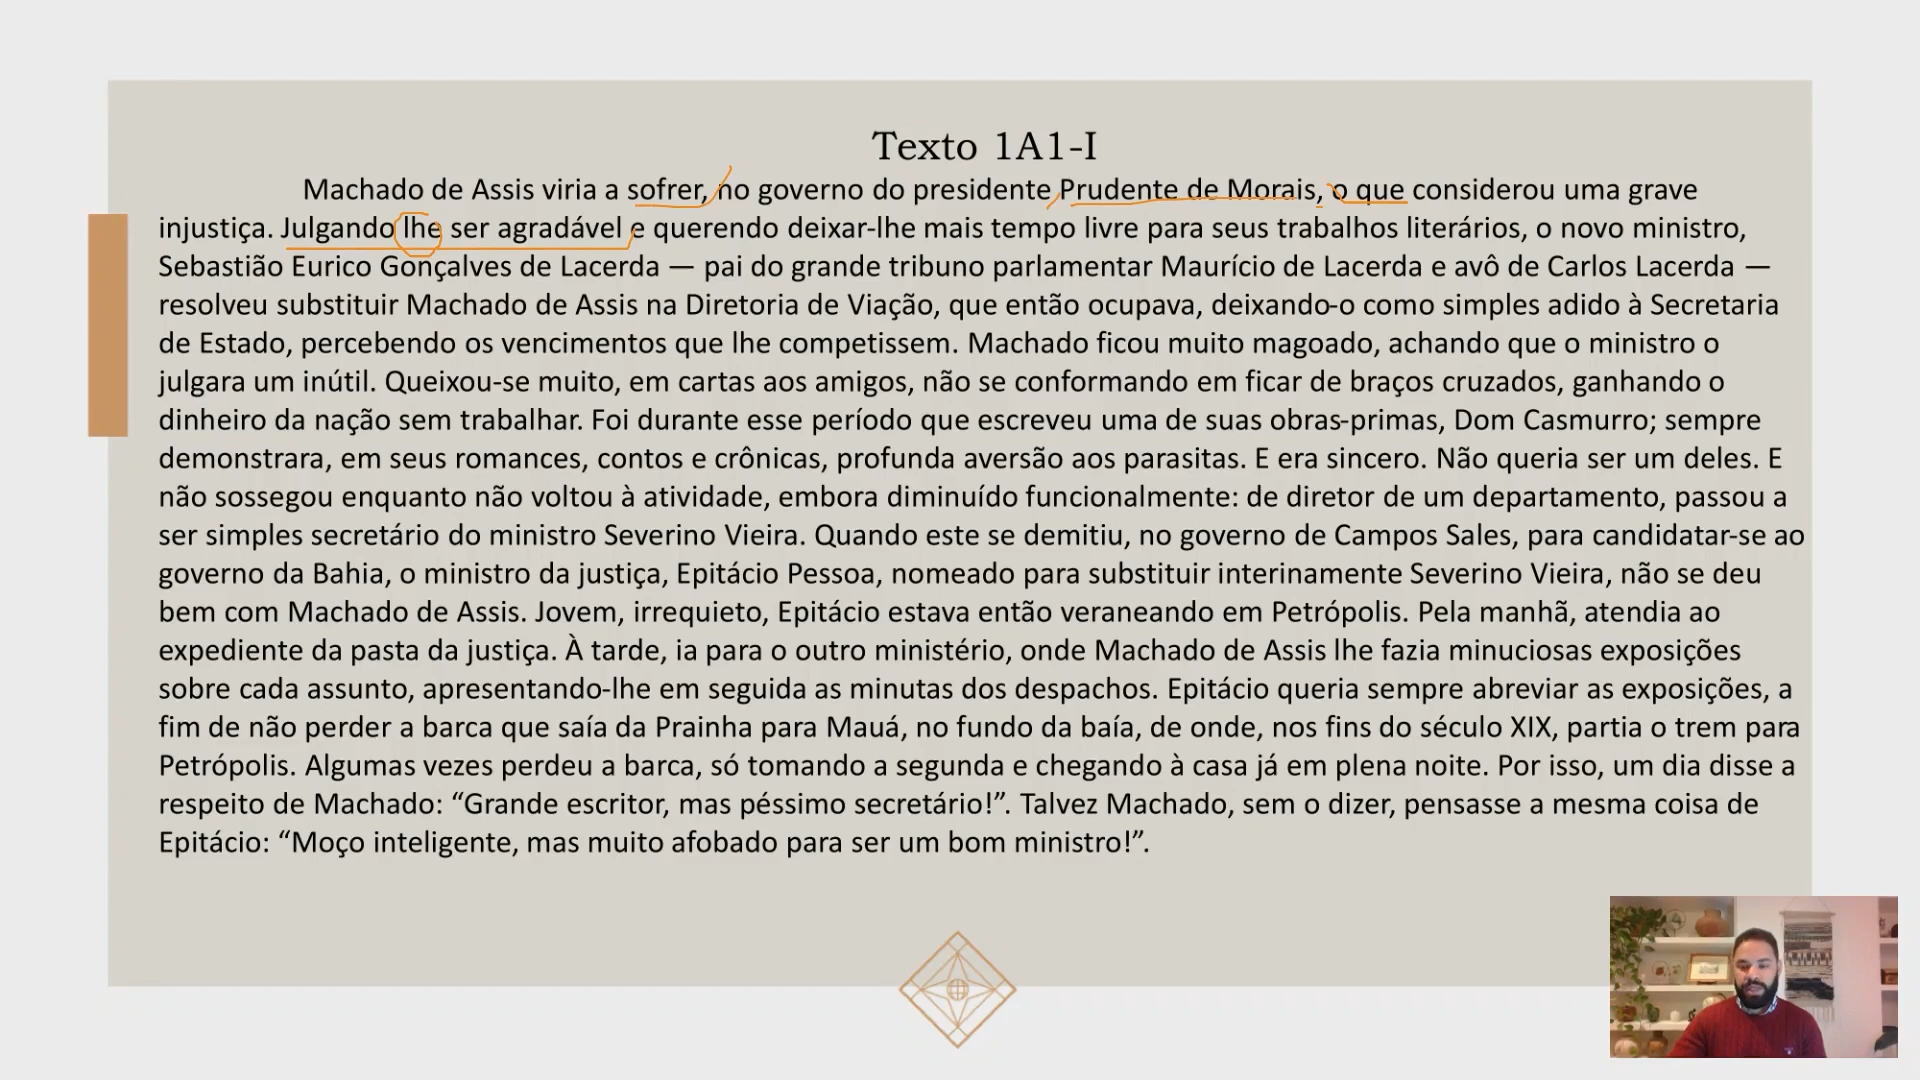 Texto 1A1-I
Machado de Assis viria a sofrer, no governo do presidente Prudente de Morais, o que considerou uma grave
injustiça. Julgando lhe ser agradável e querendo deixar-lhe mais tempo livre para seus trabalhos literários, o novo ministro,
Sebastião Eurico Gonçalves de Lacerda — pai do grande tribuno parlamentar Maurício de Lacerda e avô de Carlos Lacerda —
resolveu substituir Machado de Assis na Diretoria de Viação, que então ocupava, deixando-o como simples adido à Secretaria
de Estado, percebendo os vencimentos que lhe competissem. Machado ficou muito magoado, achando que o ministro o
julgara um inútil. Queixou-se muito, em cartas aos amigos, não se conformando em ficar de braços cruzados, ganhando o
dinheiro da nação sem trabalhar. Foi durante esse período que escreveu uma de suas obras-primas, Dom Casmurro; sempre
demonstrara, em seus romances, contos e crônicas, profunda aversão aos parasitas. E era sincero. Não queria ser um deles. E
não sossegou enquanto não voltou à atividade, embora diminuído funcionalmente: de diretor de um departamento, passou a
ser simples secretário do ministro Severino Vieira. Quando este se demitiu, no governo de Campos Sales, para candidatar-se ao
governo da Bahia, o ministro da justiça, Epitácio Pessoa, nomeado para substituir interinamente Severino Vieira, não se deu
bem com Machado de Assis. Jovem, irrequieto, Epitácio estava então veraneando em Petrópolis. Pela manhã, atendia ao
expediente da pasta da justiça. À tarde, ia para o outro ministério, onde Machado de Assis lhe fazia minuciosas exposições
sobre cada assunto, apresentando-lhe em seguida as minutas dos despachos. Epitácio queria sempre abreviar as exposições, a
fim de não perder a barca que saía da Prainha para Mauá, no fundo da baía, de onde, nos fins do século XIX, partia o trem para
Petrópolis. Algumas vezes perdeu a barca, só tomando a segunda e chegando à casa já em plena noite. Por isso, um dia disse a
respeito de Machado: “Grande escritor, mas péssimo secretário!”. Talvez Machado, sem o dizer, pensasse a mesma coisa de
Epitácio: “Moço inteligente, mas muito afobado para ser um bom ministro!”.